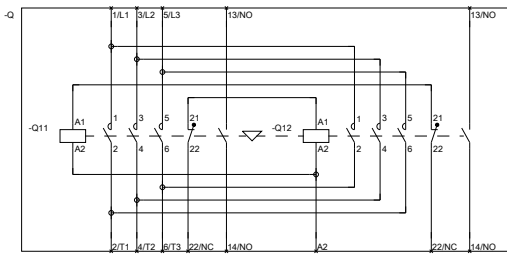 -Q 1/L1 3/L2 5/L3 13/NO 13/NO
A1 1 3 5 21 A1 1 3 5 21
-Q11 -Q12
A2 2 4 6 22 A2 2 4 6 22
2/T1 4/T2 6/T3 22/NC 14/NO A2 22/NC 14/NO